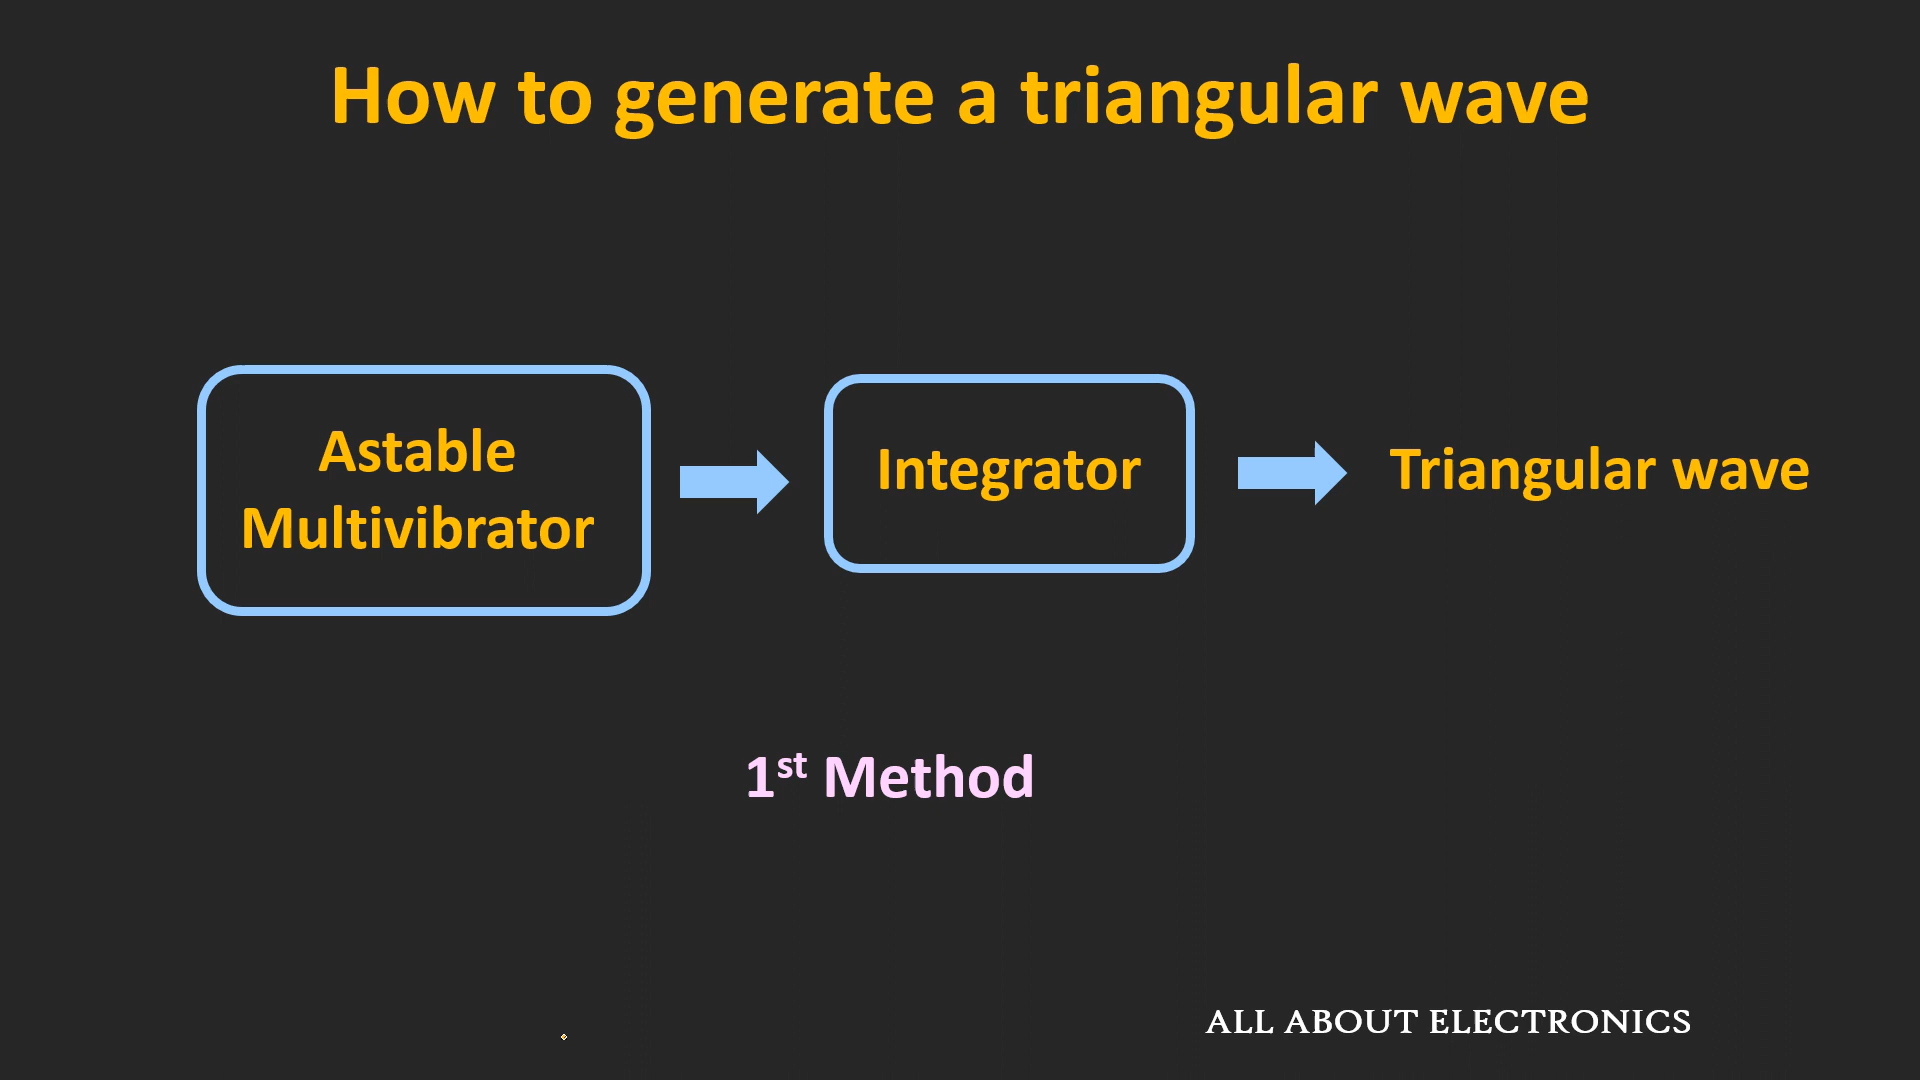 How to generate a triangular wave
Astable
Multivibrator
Integrator
Triangular wave
1st Method
ALL ABOUT ELECTRONICS